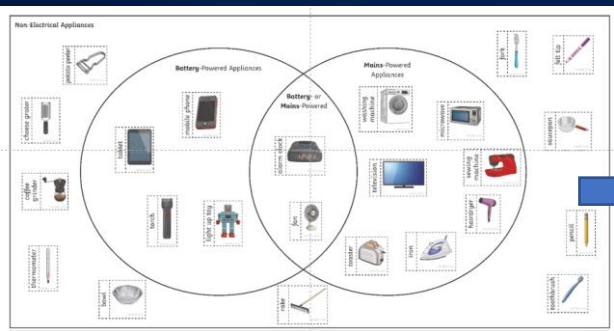 Non-Electrical Appliances
potato peeler
cheese grater
coffee
grinder
thermometer
bowl
Battery-Powered Appliances
mobile phone
tablet
torch
light up toy
Battery- or
Mains-Powered
alarm clock
fan
Mains-Powered
Appliances
washing
machine
microwave
television
sewing
machine
hairdryer
toaster
iron
rake
fork
felt tip
saucepan
pencil
toothbrush